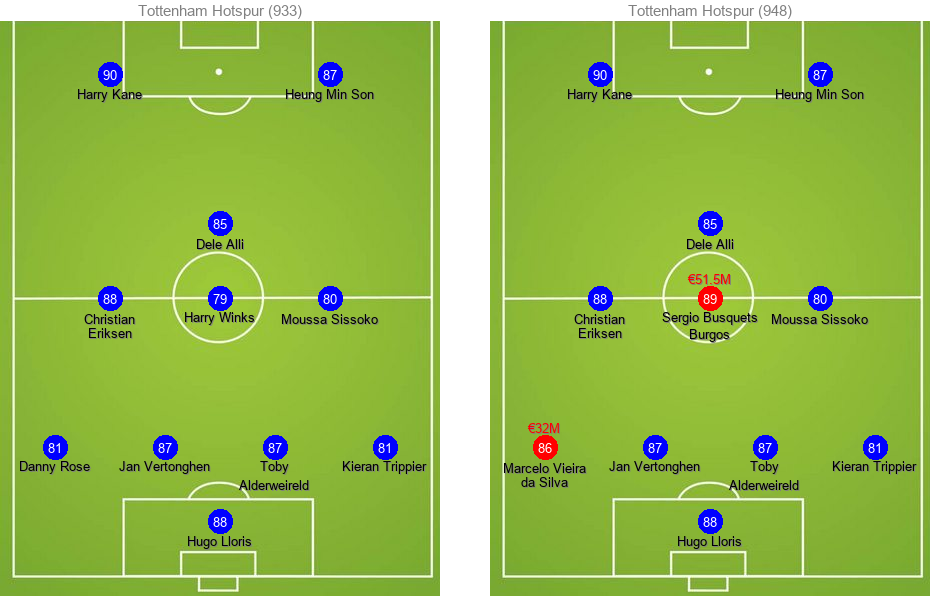 Tottenham Hotspur (933)
90
Harry Kane
87
Heung Min Son
85
Dele Alli
88
Christian
Eriksen
79
Harry Winks
80
Moussa Sissoko
81
Danny Rose
87
Jan Vertonghen
87
Toby
Alderweireld
81
Kieran Trippier
88
Hugo Lloris
Tottenham Hotspur (948)
90
Harry Kane
87
Heung Min Son
85
Dele Alli
88
Christian
Eriksen
€51.5M
89
Sergio Busquets
Burgos
80
Moussa Sissoko
€32M
86
Marcelo Vieira
da Silva
87
Jan Vertonghen
87
Toby
Alderweireld
81
Kieran Trippier
88
Hugo Lloris